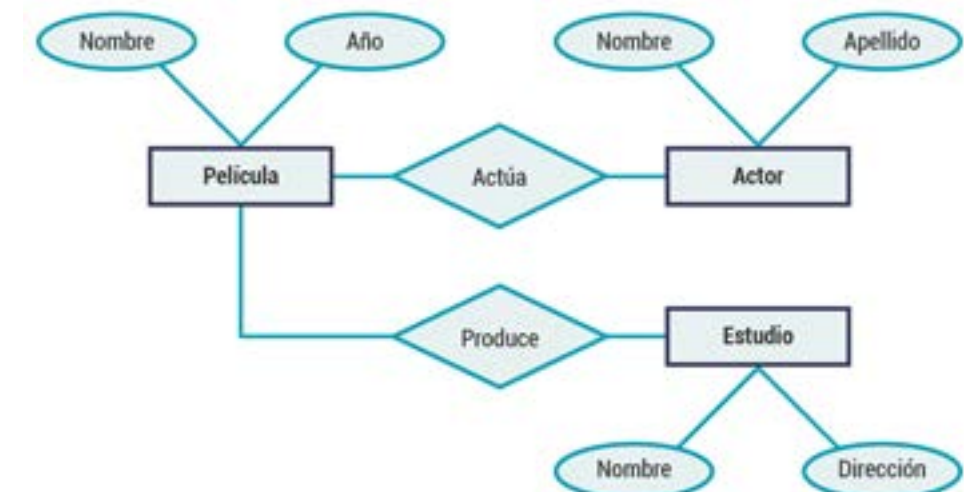 Nombre
Año
Nombre
Apellido
Película
Actúa
Actor
Produce
Estudio
Nombre
Dirección